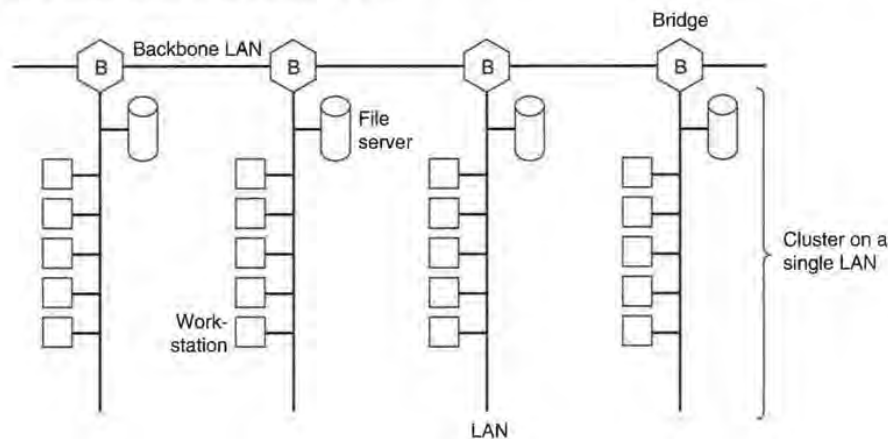 Bridge
Backbone LAN
B
B
B
B
File
server
Cluster on a
single LAN
Work-
station
LAN